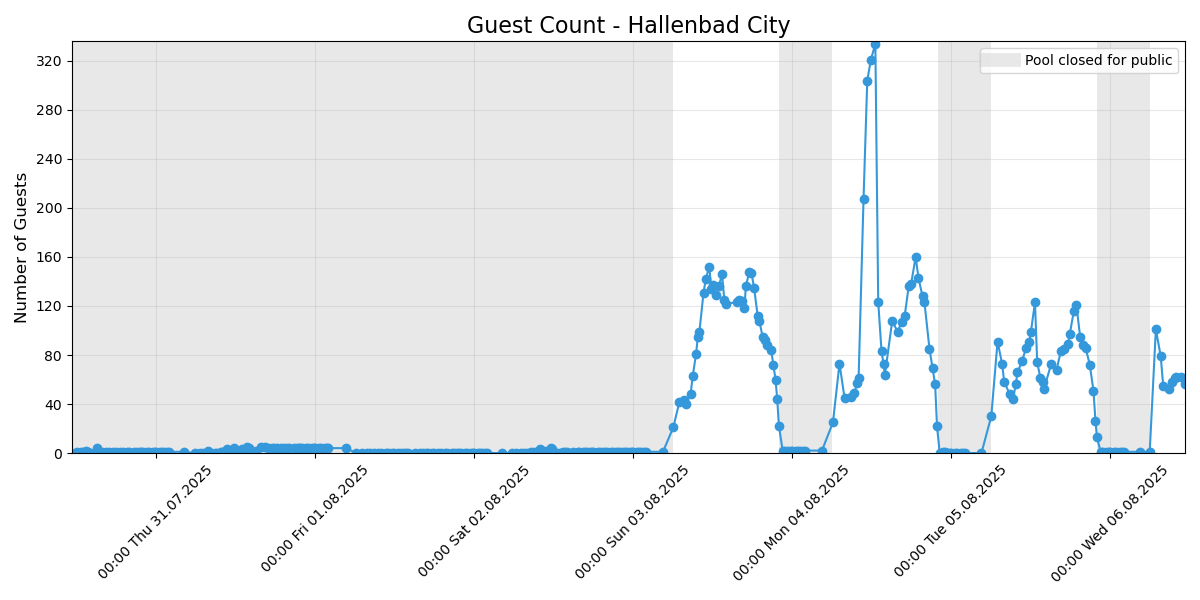 Guest Count - Hallenbad City
Pool closed for public
Number of Guests
320
280
240
200
160
120
80
40
0
00:00 Thu 31.07.2025
00:00 Fri 01.08.2025
00:00 Sat 02.08.2025
00:00 Sun 03.08.2025
00:00 Mon 04.08.2025
00:00 Tue 05.08.2025
00:00 Wed 06.08.2025